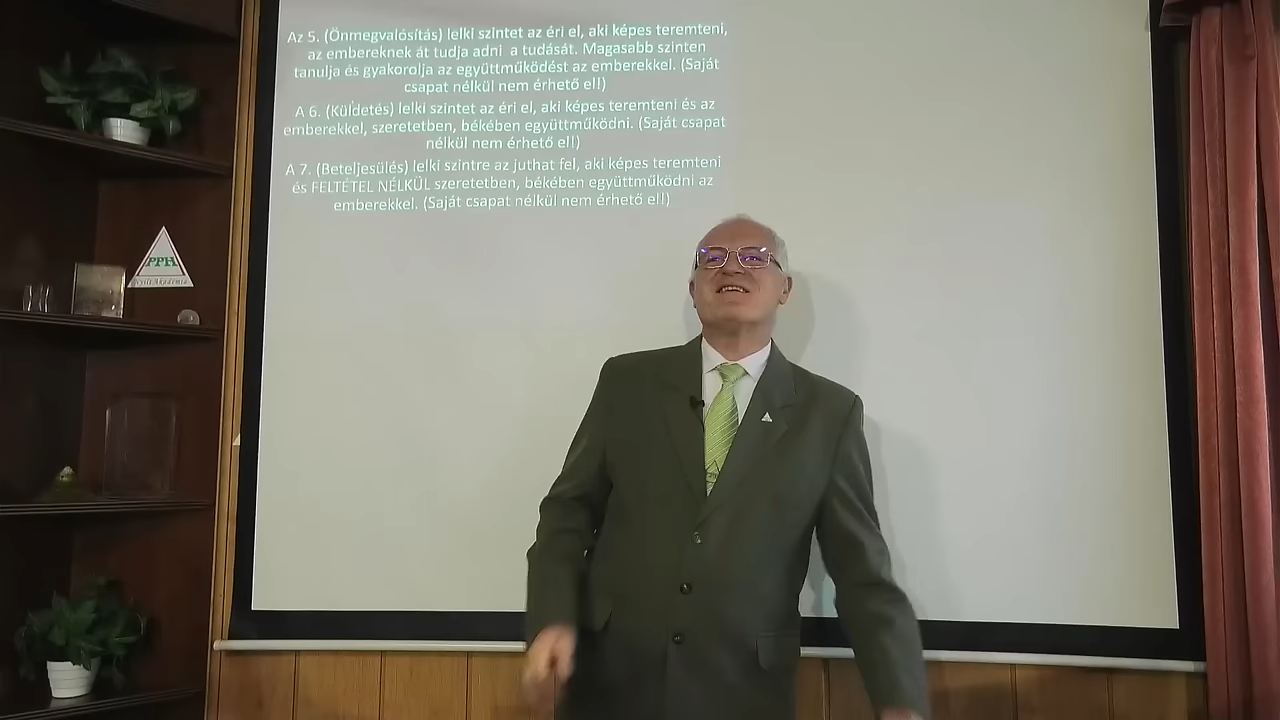 Az 5. (Önmegvalósítás) lelki szintet az éri el, aki képes teremteni,
az embereknek át tudja adni a tudását. Magasabb szinten
tanulja és gyakorolja az együttműködést az emberekkel. (Saját
csapat nélkül nem érhető el!)
A 6. (Küldetés) lelki szintet az éri el, aki képes teremteni és az
emberekkel, szeretetben, békében együttműködni. (Saját csapat
nélkül nem érhető el!)
A 7. (Beteljesülés) lelki szintre az juthat fel, aki képes teremteni
és FELTÉTEL NÉLKÜL szeretetben, békében együttműködni az
emberekkel. (Saját csapat nélkül nem érhető el!)
PPH